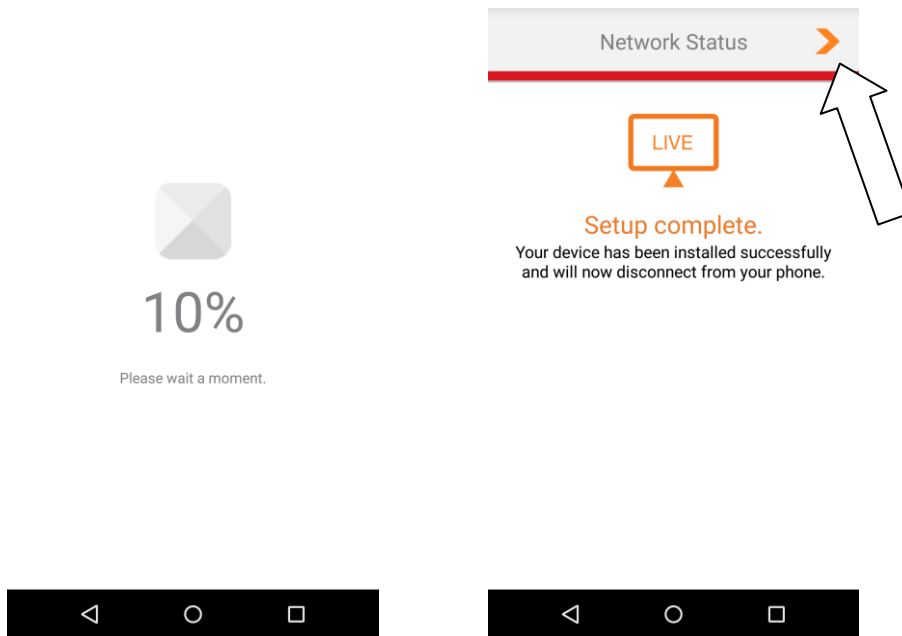 10%
Please wait a moment.
Network Status
LIVE
Setup complete.
Your device has been installed successfully
and will now disconnect from your phone.